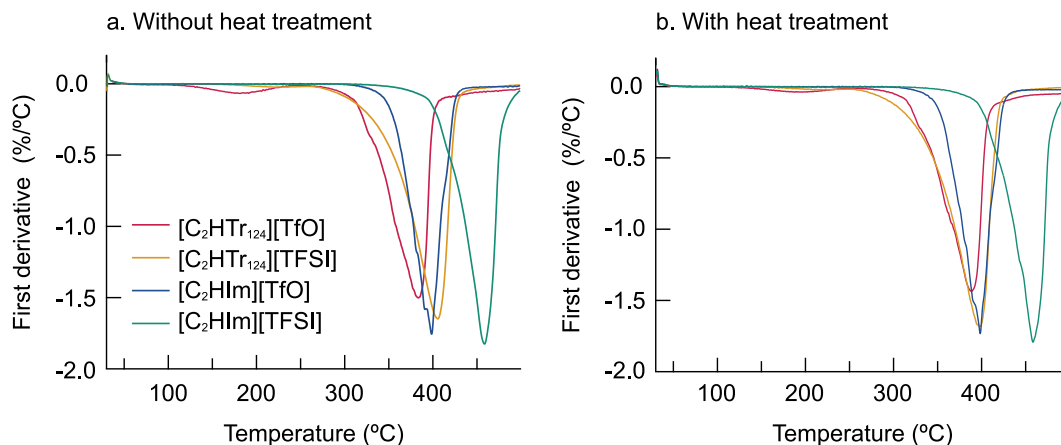 a. Without heat treatment
0.0
-0.5
-1.0
-1.5
-2.0
First derivative (%/ºC)
[C₂HTr₁₂₄][TfO]
[C₂HTr₁₂₄][TFSI]
[C₂HIm][TfO]
[C₂HIm][TFSI]
100
200
300
400
Temperature (ºC)
b. With heat treatment
0.0
-0.5
-1.0
-1.5
-2.0
First derivative (%/ºC)
100
200
300
400
Temperature (ºC)